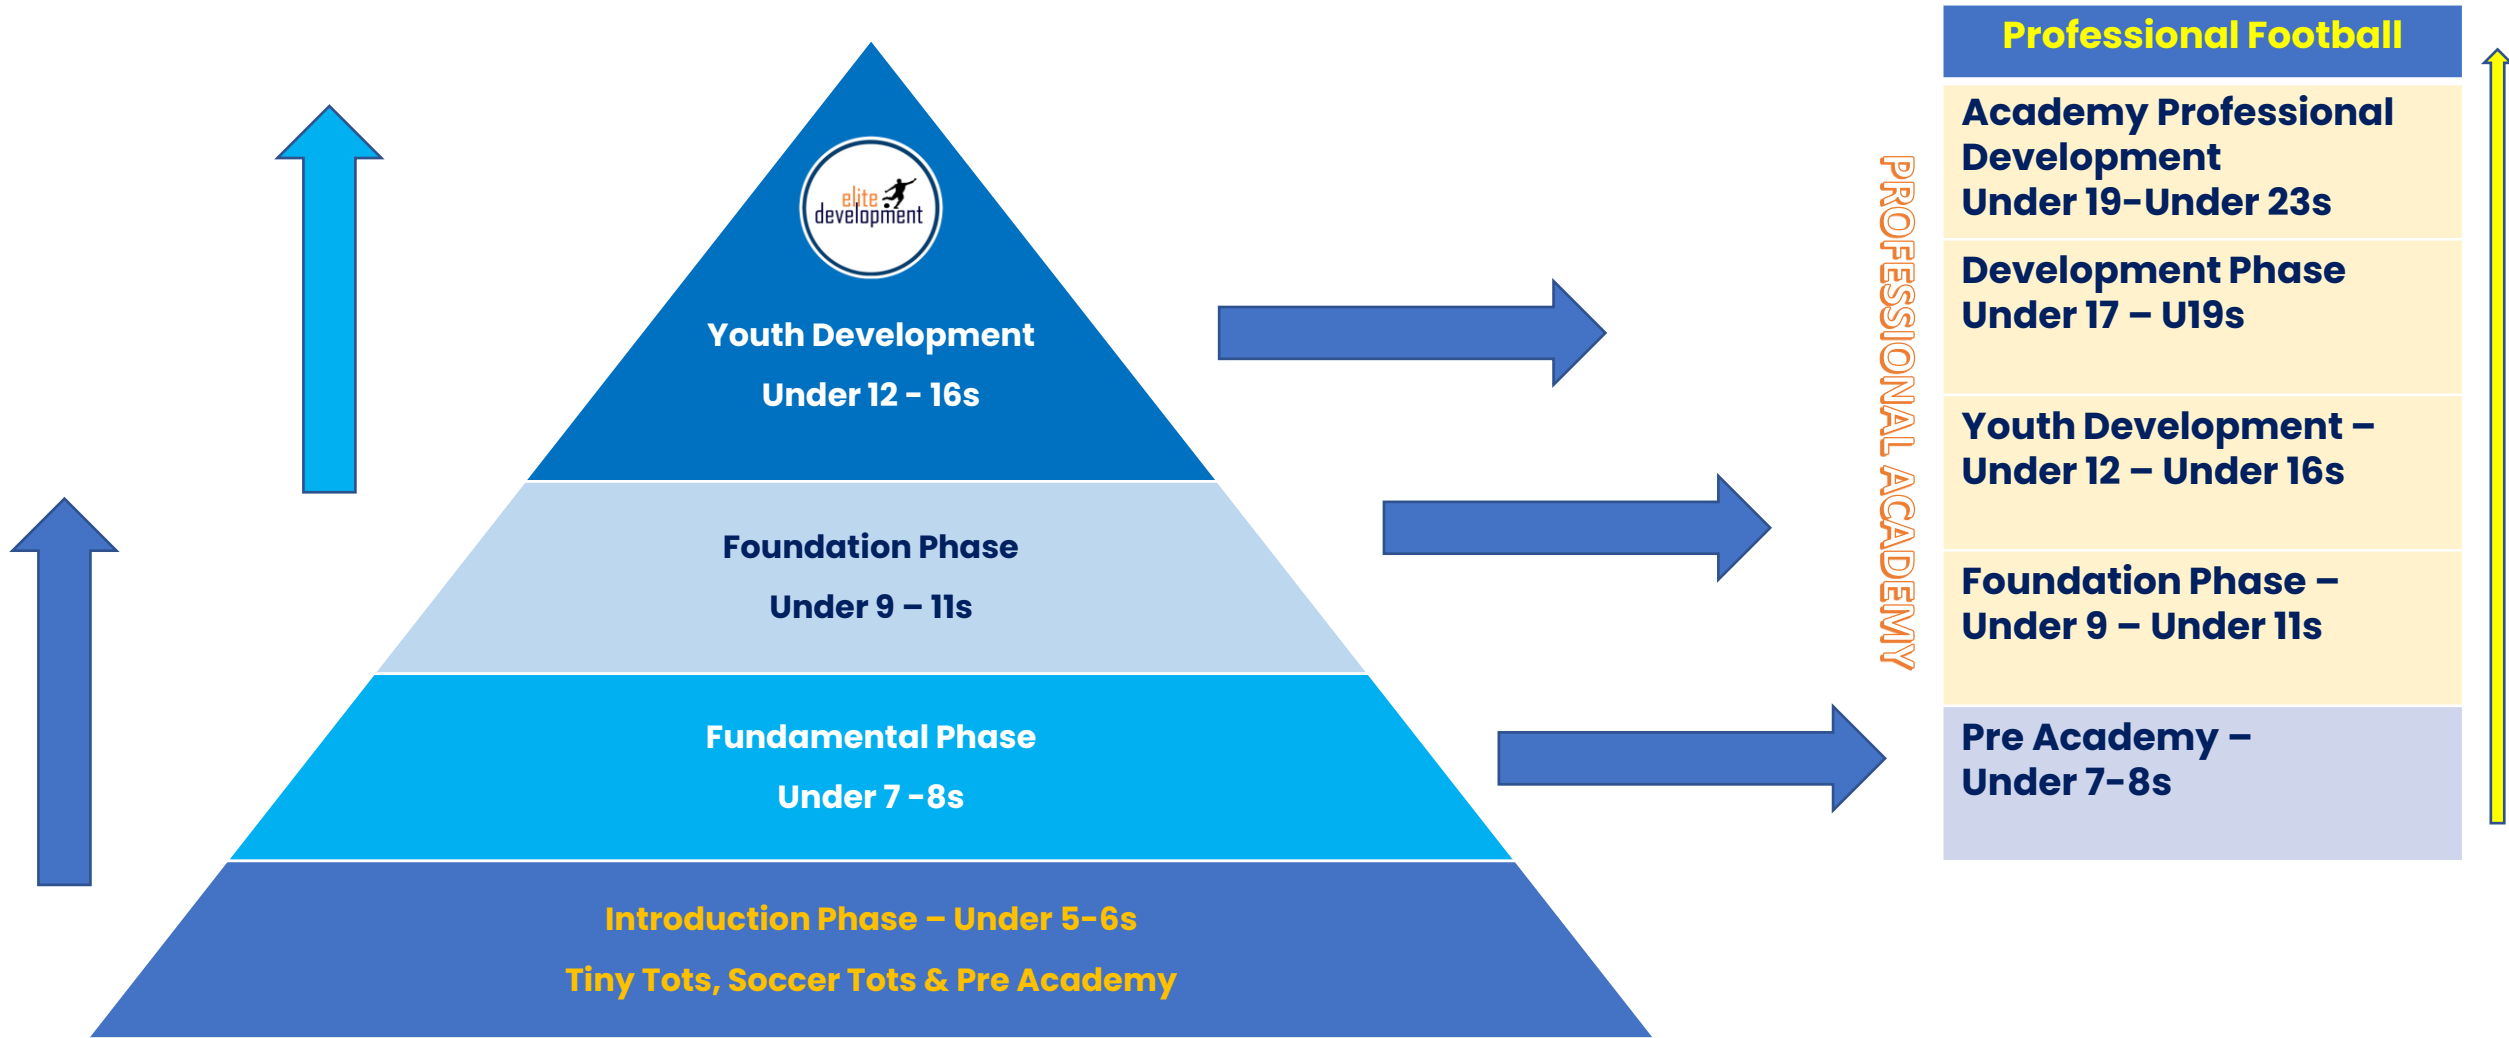 elite
development
Youth Development
Under 12 - 16s
Foundation Phase
Under 9 – 11s
Fundamental Phase
Under 7 -8s
Introduction Phase – Under 5-6s
Tiny Tots, Soccer Tots & Pre Academy
PROFESSIONAL ACADEMY
Professional Football
Academy Professional
Development
Under 19-Under 23s
Development Phase
Under 17 – U19s
Youth Development –
Under 12 – Under 16s
Foundation Phase –
Under 9 – Under 11s
Pre Academy –
Under 7-8s